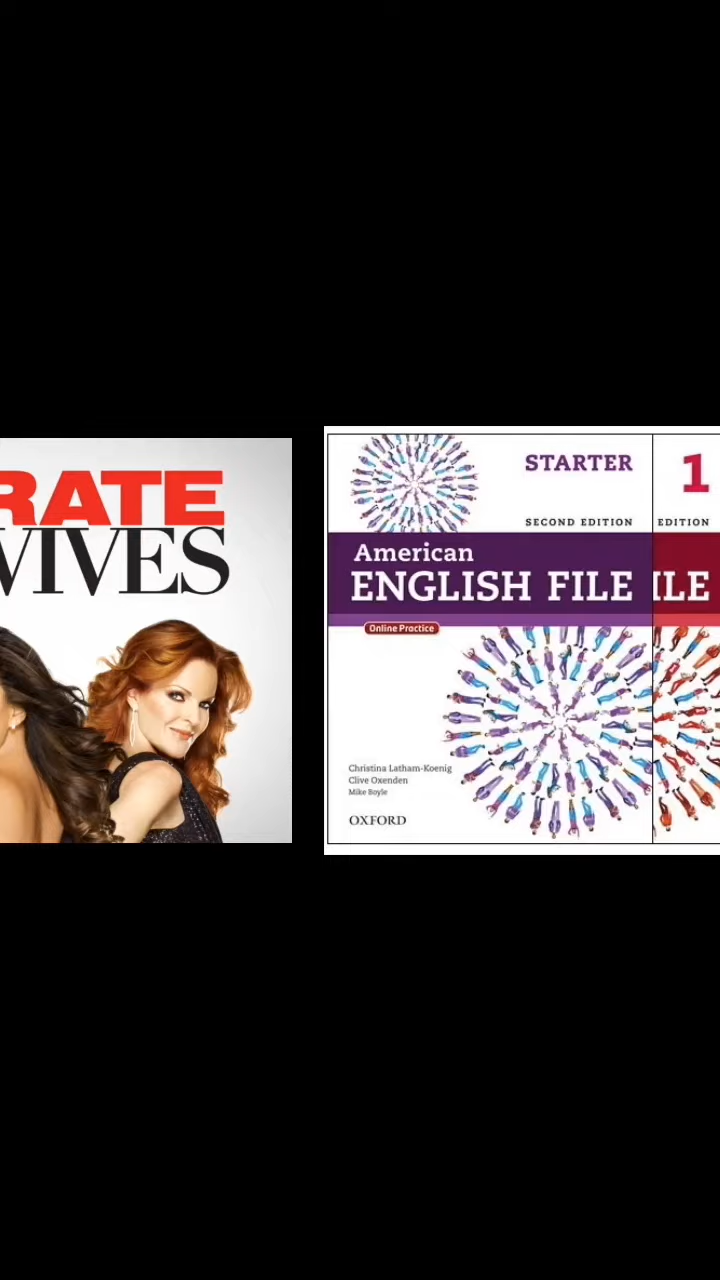 RATE
WIVES
STARTER
SECOND EDITION
American
ENGLISH FILE
Online Practice
Christina Latham-Koenig
Clive Oxenden
Mike Boyle
OXFORD
1
EDITION
ILE